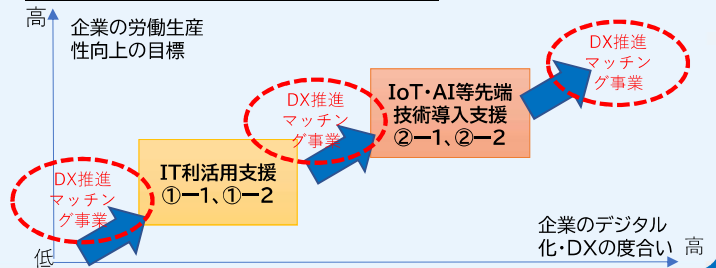 高
企業の労働生産
性向上の目標
DX推進
マッチン
グ事業
IoT・AI等先端
技術導入支援
②ー1、②ー2
DX推進
マッチン
グ事業
IT利活用支援
①ー1、①ー2
DX推進
マッチン
グ事業
企業のデジタル
化・DXの度合い
低
高